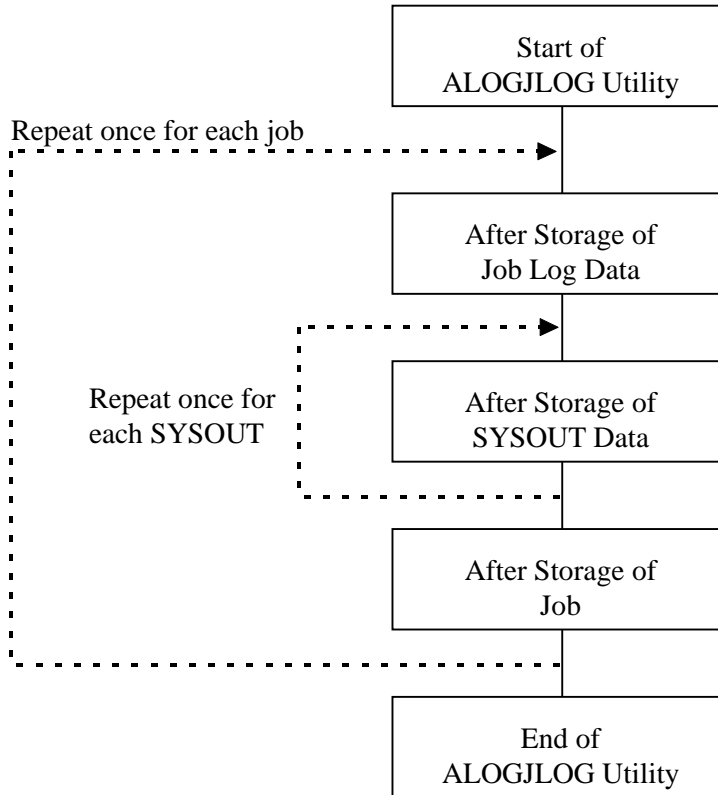 Start of
ALOGJLOG Utility
Repeat once for each job
After Storage of
Job Log Data
Repeat once for
each SYSOUT
After Storage of
SYSOUT Data
After Storage of
Job
End of
ALOGJLOG Utility